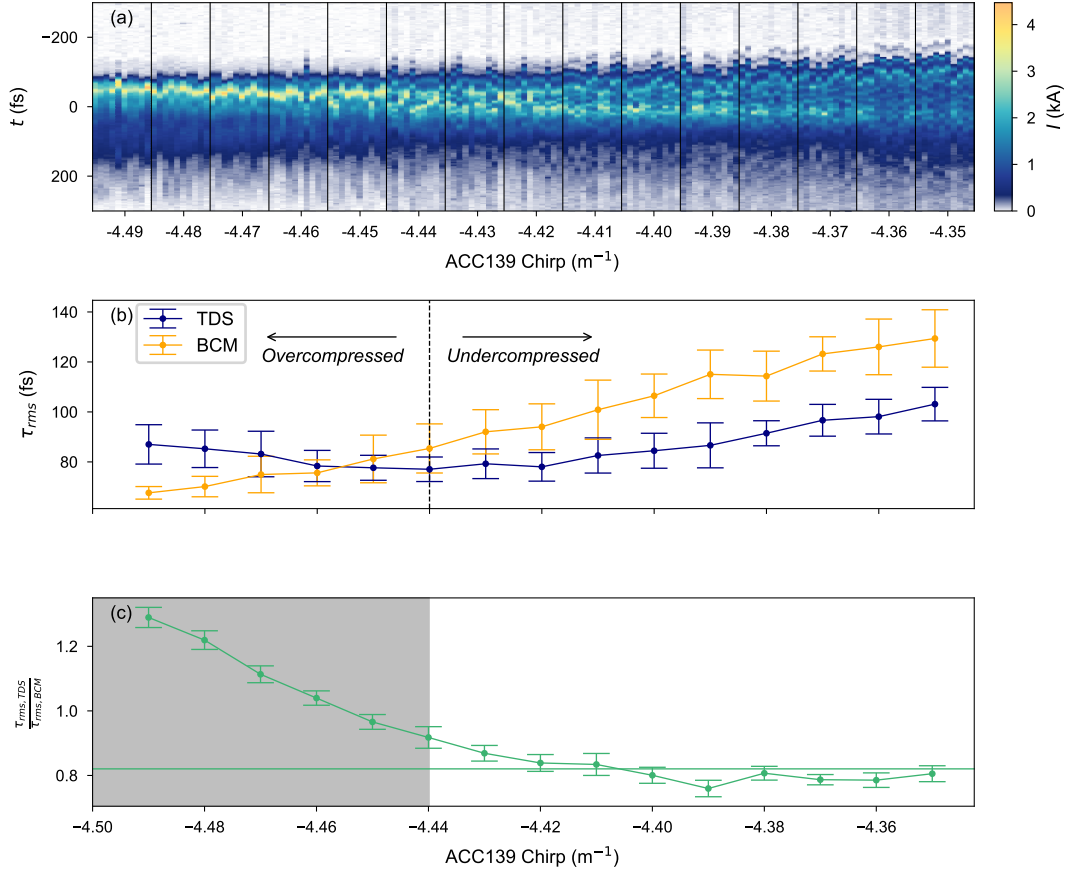 (a)
−200
0
200
t (fs)
-4.49 -4.48 -4.47 -4.46 -4.45 -4.44 -4.43 -4.42 -4.41 -4.40 -4.39 -4.38 -4.37 -4.36 -4.35
ACC139 Chirp (m⁻¹)
4
3
2
1
0
I (kA)
(b)
TDS
BCM
Overcompressed
Undercompressed
140
120
100
80
τrms (fs)
(c)
1.2
1.0
0.8
τrms,TDS
τrms,BCM
−4.50 −4.48 −4.46 −4.44 −4.42 −4.40 −4.38 −4.36
ACC139 Chirp (m⁻¹)